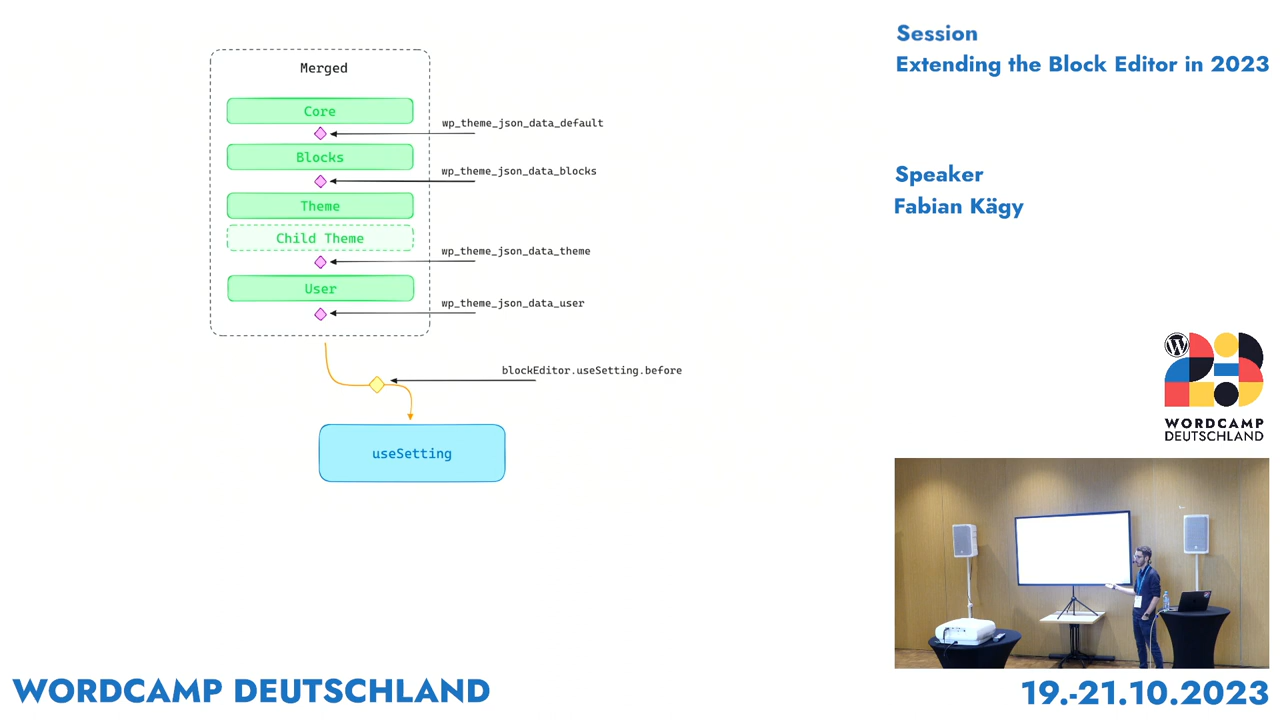 Merged
Core
wp_theme_json_data_default
Blocks
wp_theme_json_data_blocks
Theme
Child Theme
wp_theme_json_data_theme
User
wp_theme_json_data_user
blockEditor.useSetting.before
useSetting
Session
Extending the Block Editor in 2023
Speaker
Fabian Kägy
WORDCAMP
DEUTSCHLAND
WORDCAMP DEUTSCHLAND
19.-21.10.2023